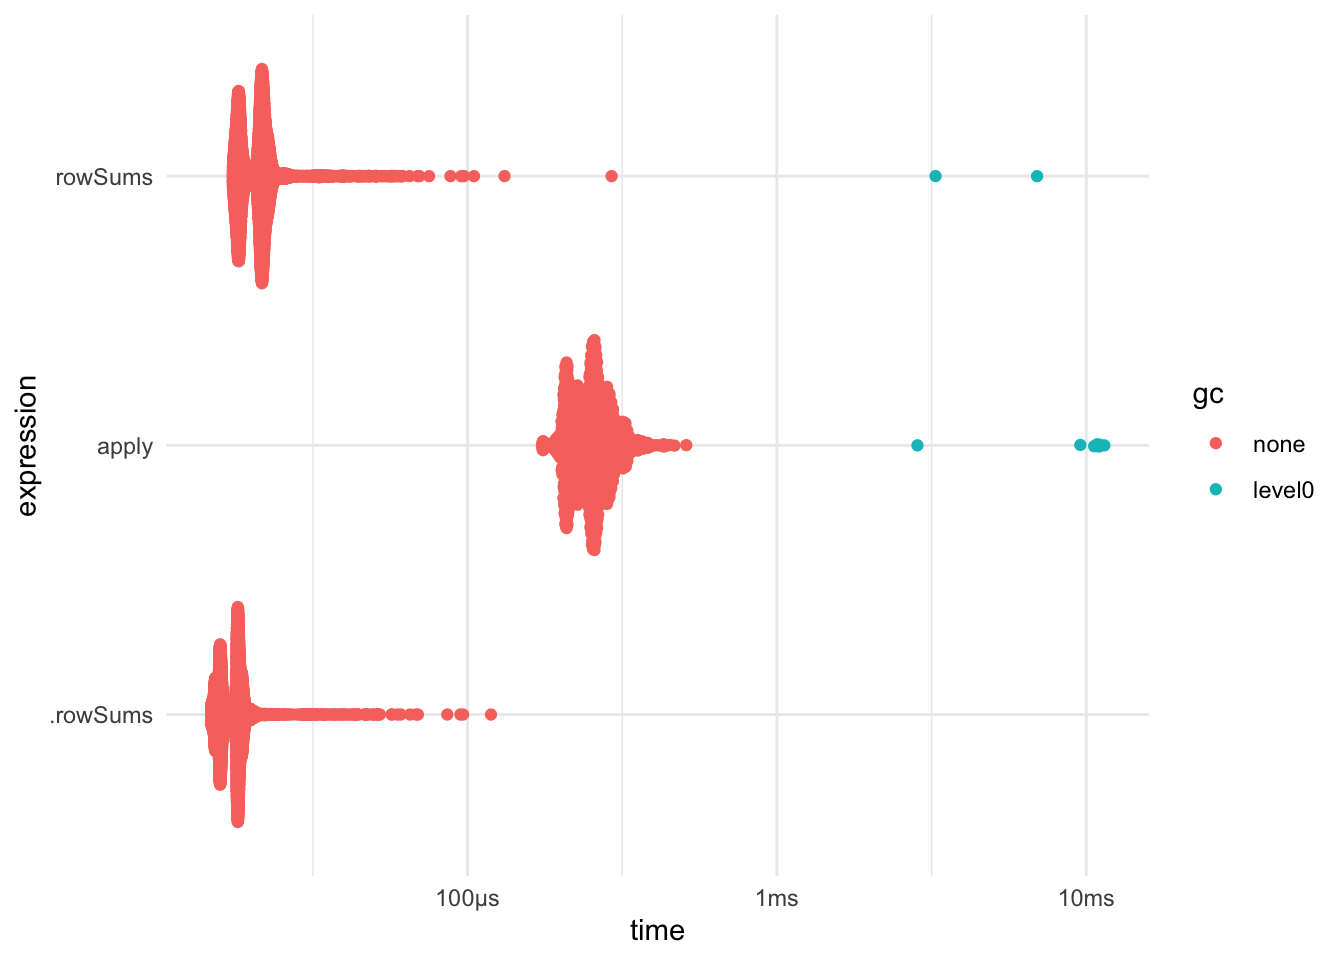 rowSums
apply
.rowSums
expression
100µs
1ms
10ms
time
gc
none
level0